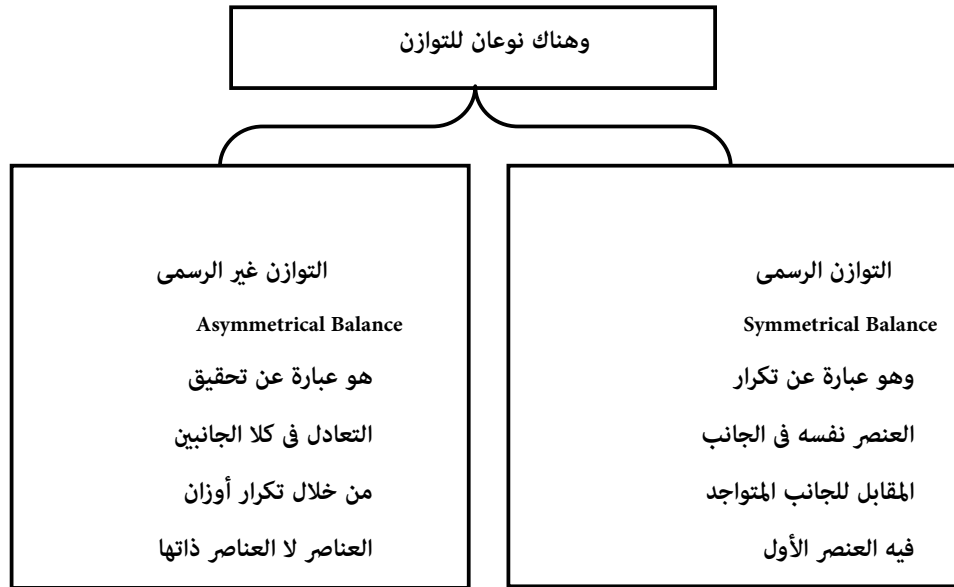 وهناك نوعان للتوازن
التوازن الرسمى
Symmetrical Balance
وهو عبارة عن تكرار
العنصر نفسه فى الجانب
المقابل للجانب المتواجد
فيه العنصر الأول
التوازن غير الرسمى
Asymmetrical Balance
هو عبارة عن تحقيق
التعادل فى كلا الجانبين
من خلال تكرار أوزان
العناصر لا العناصر ذاتها